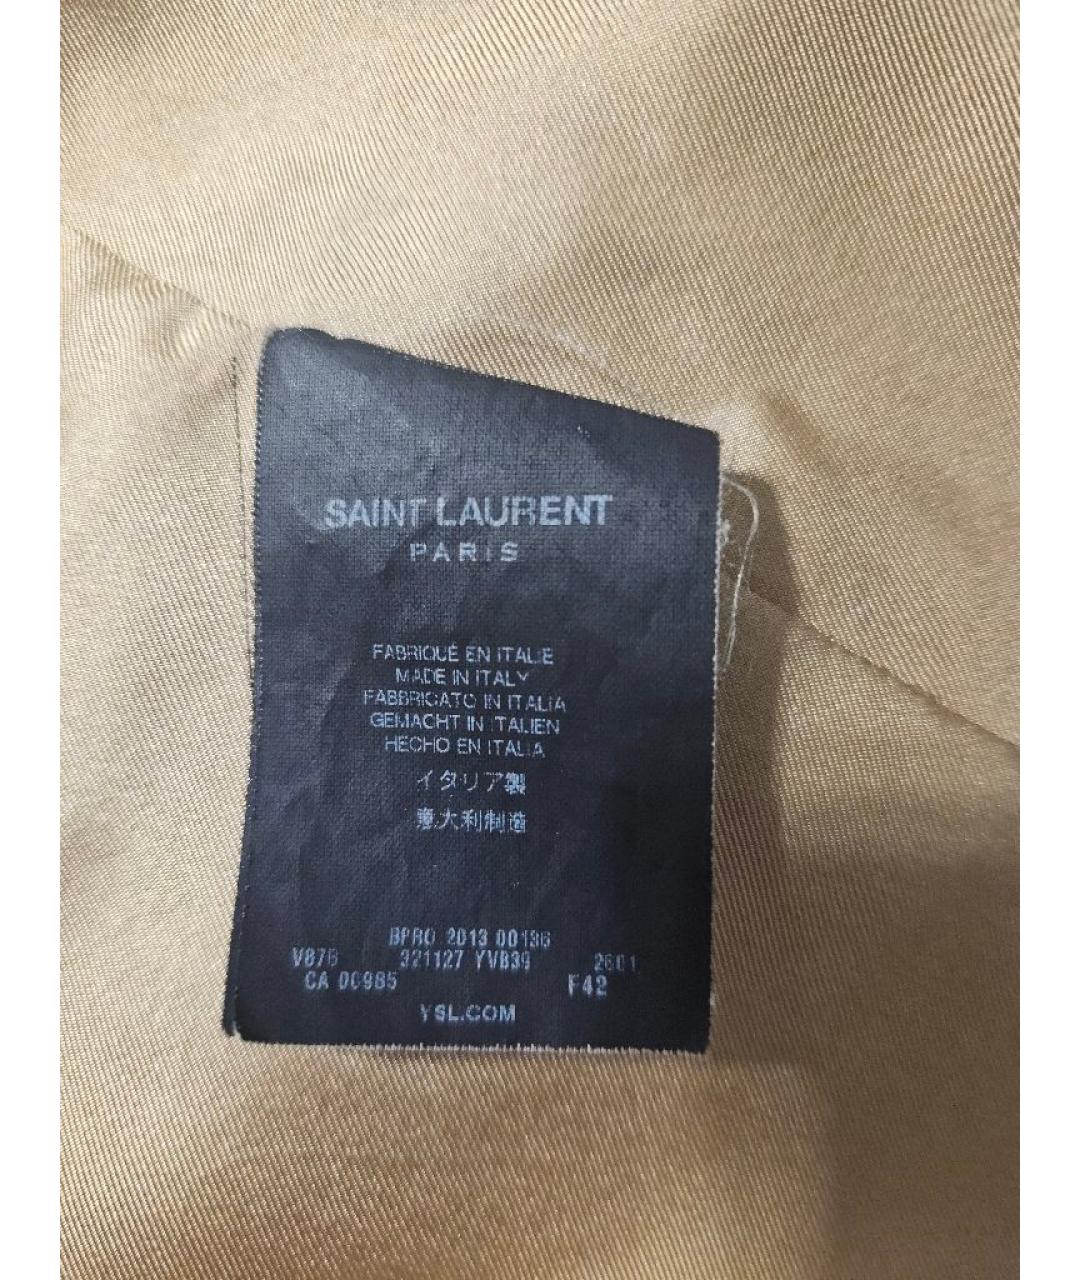 SAINT LAURENT
PARIS
FABRIQUÉ EN ITALIE
MADE IN ITALY
FABBRICATO IN ITALIA
GEMACHT IN ITALIEN
HECHO EN ITALIA
イタリア製
意大利制造
BPRO 2013 00136
321127 YVB39 2601
CA 00985 F42
YSL.COM